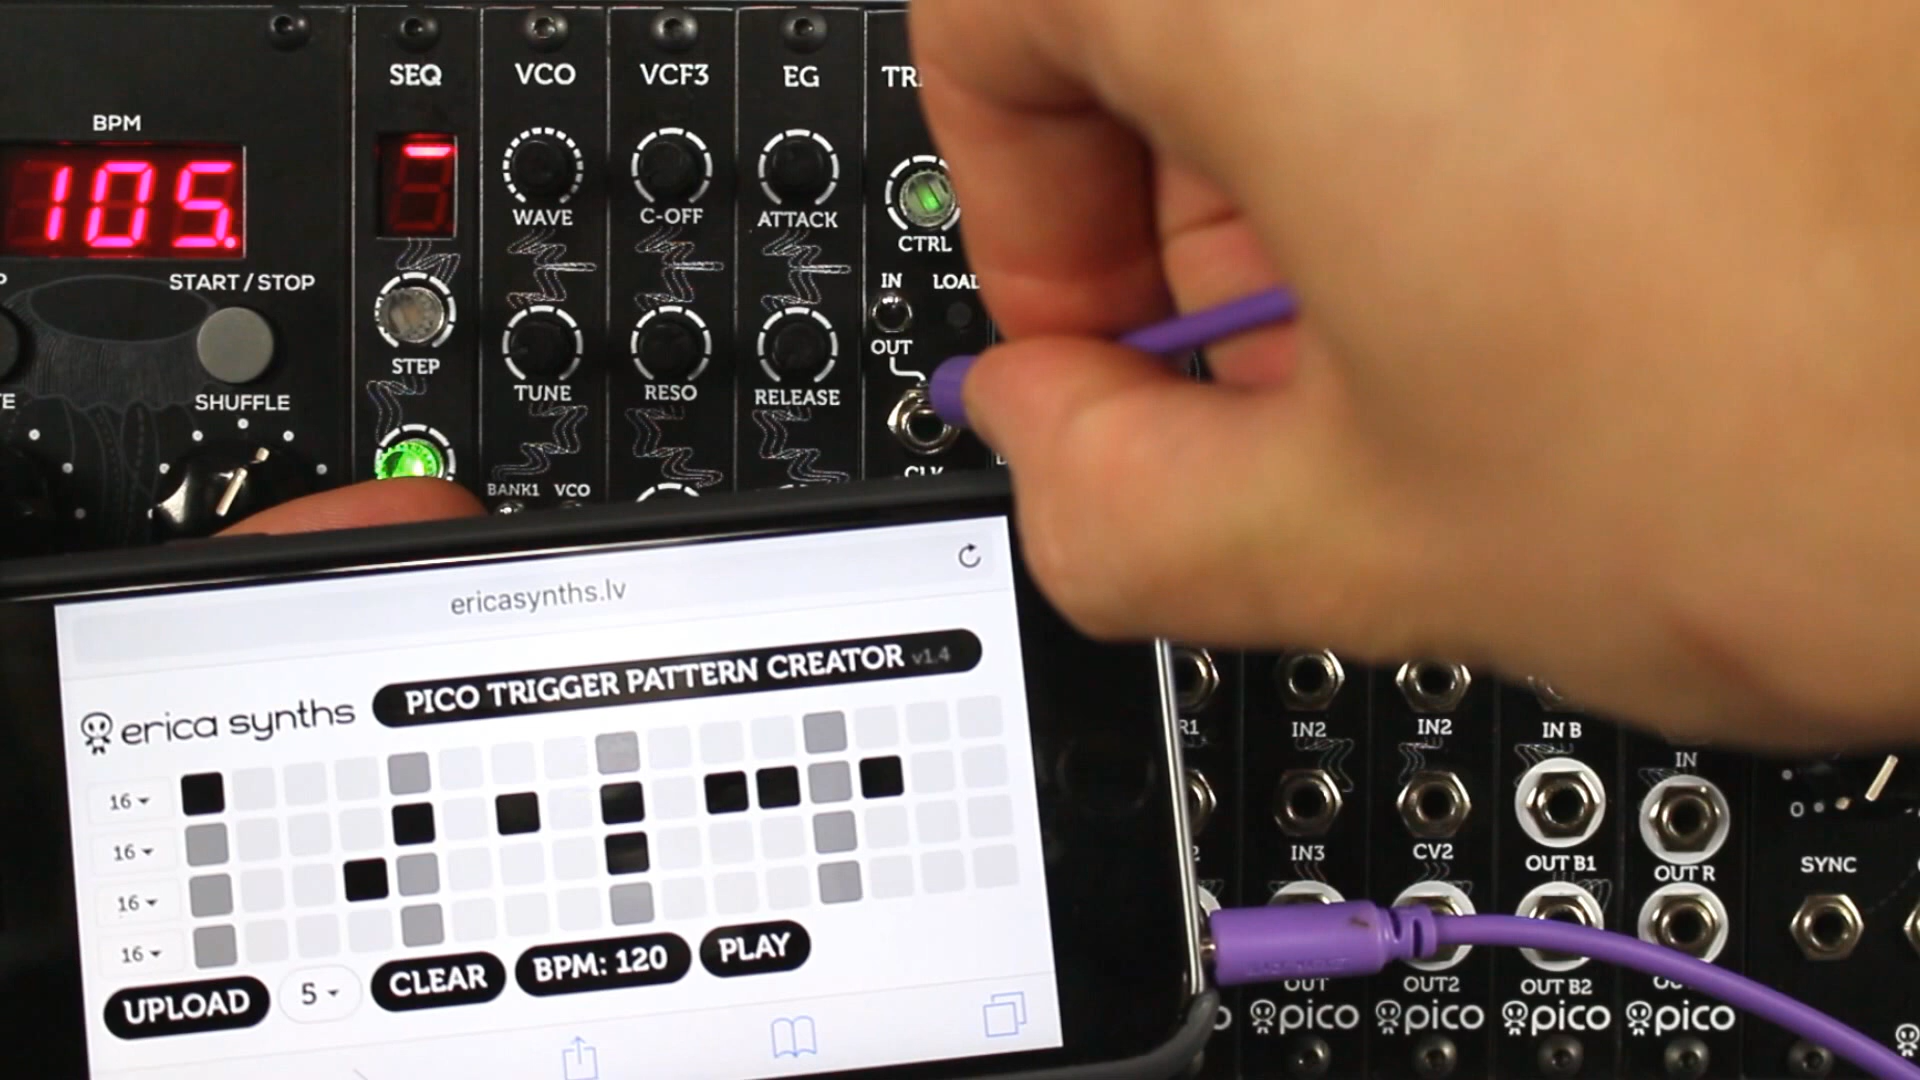 SEQ
VCO
VCF3
EG
BPM
105.
WAVE
C-OFF
ATTACK
CTRL
START / STOP
IN
OUT
STEP
TUNE
RESO
RELEASE
SHUFFLE
CLK
BANK1
VCO
ericasynths.lv
erica synths
PICO TRIGGER PATTERN CREATOR v1.4
16
16
16
16
UPLOAD
5
CLEAR
BPM: 120
PLAY
IN2
IN2
IN B
IN
IN3
CV2
OUT B1
OUT R
0
SYNC
OUT
OUT2
OUT B2
pico
pico
pico
pico